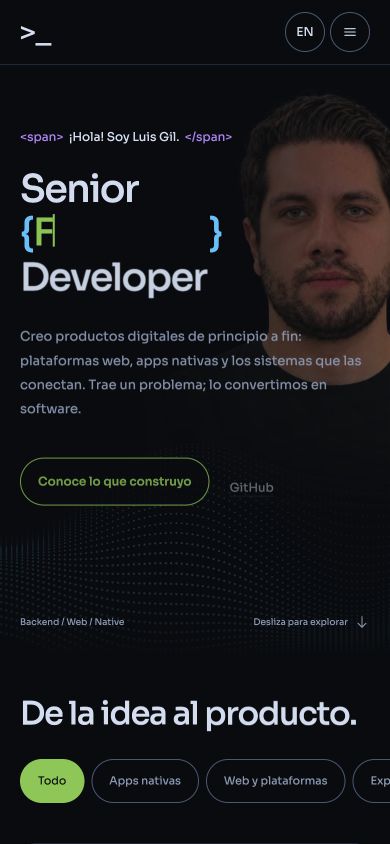 >_
EN
<span> ¡Hola! Soy Luis Gil. </span>
Senior
{F }
Developer
Creo productos digitales de principio a fin:
plataformas web, apps nativas y los sistemas que las
conectan. Trae un problema; lo convertimos en
software.
Conoce lo que construyo
GitHub
Backend / Web / Native
Desliza para explorar
De la idea al producto.
Todo
Apps nativas
Web y plataformas
Exp